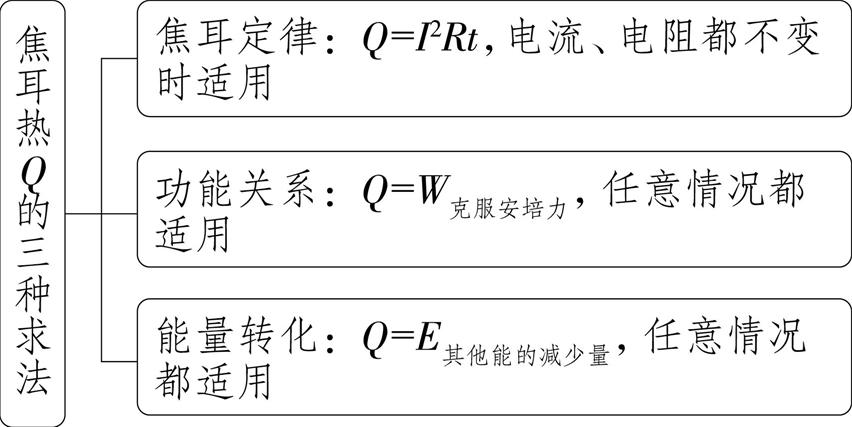 焦耳热Q的三种求法
焦耳定律：Q=I²Rt，电流、电阻都不变
时适用
功能关系：Q=W克服安培力，任意情况都
适用
能量转化：Q=E其他能的减少量，任意情况
都适用